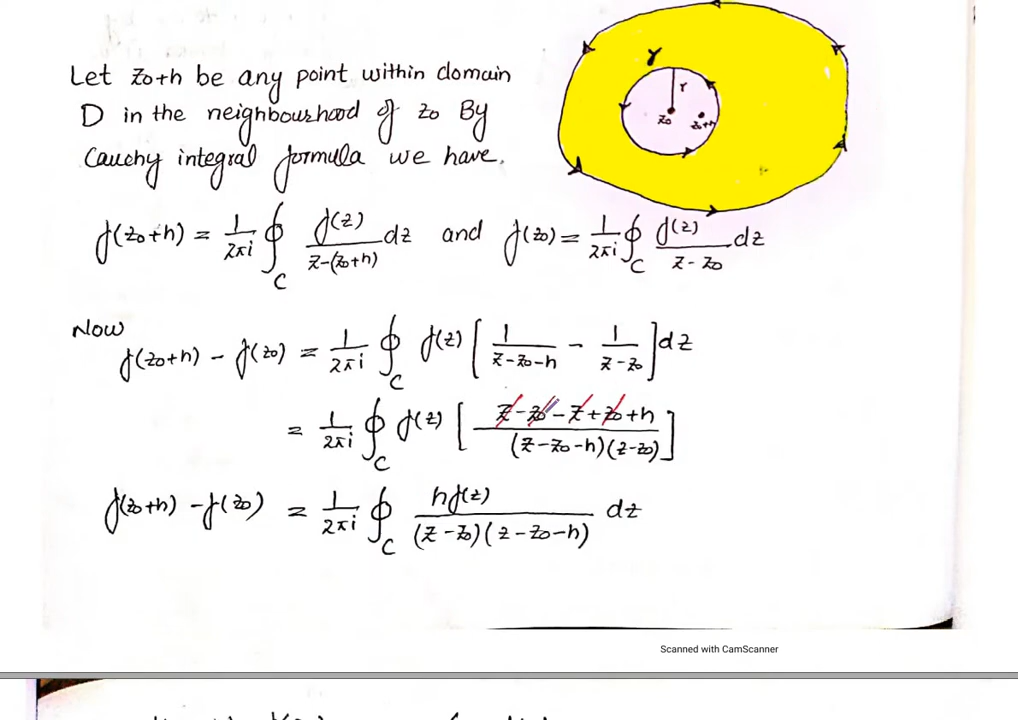 Let z₀+h be any point within domain
D in the neighbourhood of z₀ By
Cauchy integral formula we have,
γ
r
z₀
z₀+h
f(z₀+h) = 1/2πi ∮_C f(z)/(z-(z₀+h)) dz and f(z₀) = 1/2πi ∮_C f(z)/(z-z₀) dz
Now
f(z₀+h) - f(z₀) = 1/2πi ∮_C f(z) [1/(z-z₀-h) - 1/(z-z₀)] dz
= 1/2πi ∮_C f(z) [(z-z₀-z+z₀+h)/((z-z₀-h)(z-z₀))]
f(z₀+h) - f(z₀) = 1/2πi ∮_C hf(z)/((z-z₀)(z-z₀-h)) dz
Scanned with CamScanner